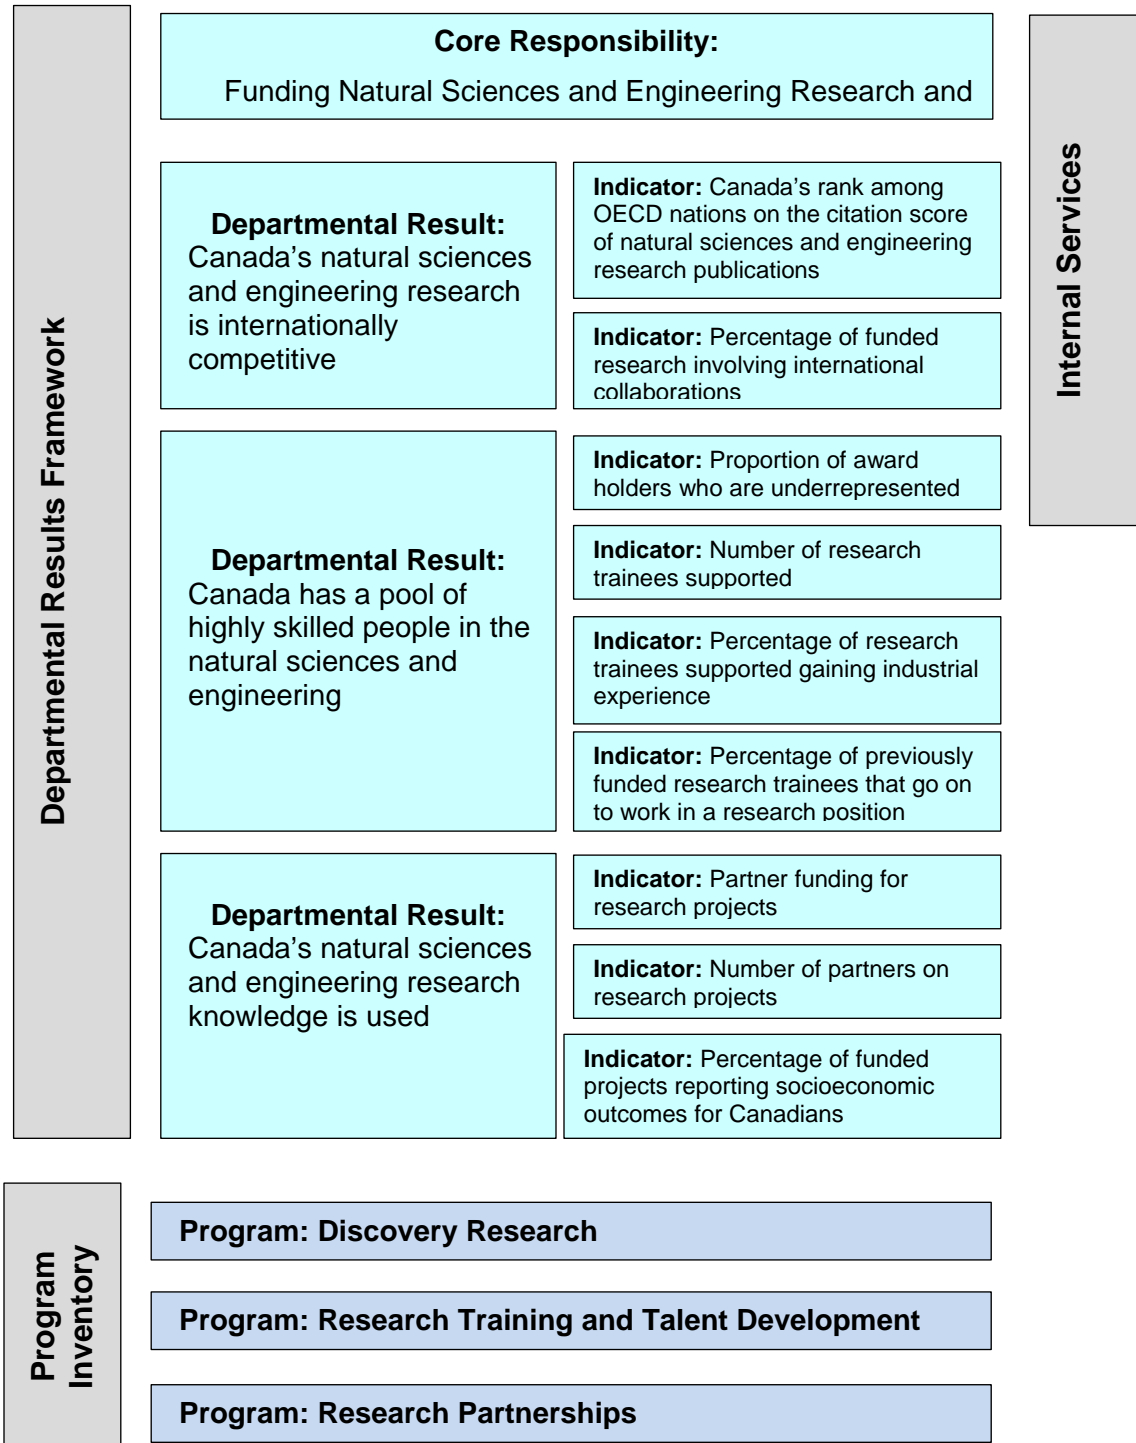 Core Responsibility:
Funding Natural Sciences and Engineering Research and
Departmental Results Framework
Internal Services
Departmental Result:
Canada’s natural sciences
and engineering research
is internationally
competitive
Indicator: Canada’s rank among
OECD nations on the citation score
of natural sciences and engineering
research publications
Indicator: Percentage of funded
research involving international
collaborations
Departmental Result:
Canada has a pool of
highly skilled people in the
natural sciences and
engineering
Indicator: Proportion of award
holders who are underrepresented
Indicator: Number of research
trainees supported
Indicator: Percentage of research
trainees supported gaining industrial
experience
Indicator: Percentage of previously
funded research trainees that go on
to work in a research position
Departmental Result:
Canada’s natural sciences
and engineering research
knowledge is used
Indicator: Partner funding for
research projects
Indicator: Number of partners on
research projects
Indicator: Percentage of funded
projects reporting socioeconomic
outcomes for Canadians
Program
Inventory
Program: Discovery Research
Program: Research Training and Talent Development
Program: Research Partnerships